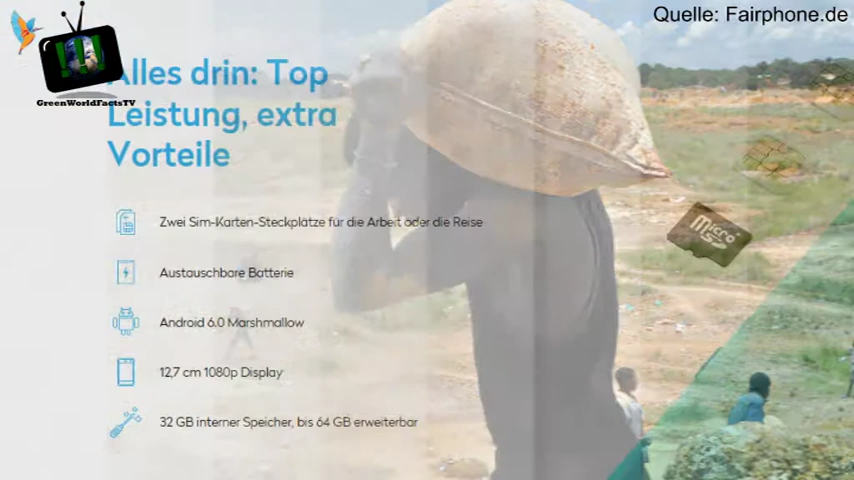 Quelle: Fairphone.de
!!!
GreenWorldFactsTV
Alles drin: Top
Leistung, extra
Vorteile
Zwei Sim-Karten-Steckplätze für die Arbeit oder die Reise
Austauschbare Batterie
Android 6.0 Marshmallow
12,7 cm 1080p Display
32 GB interner Speicher, bis 64 GB erweiterbar
Micro
SD